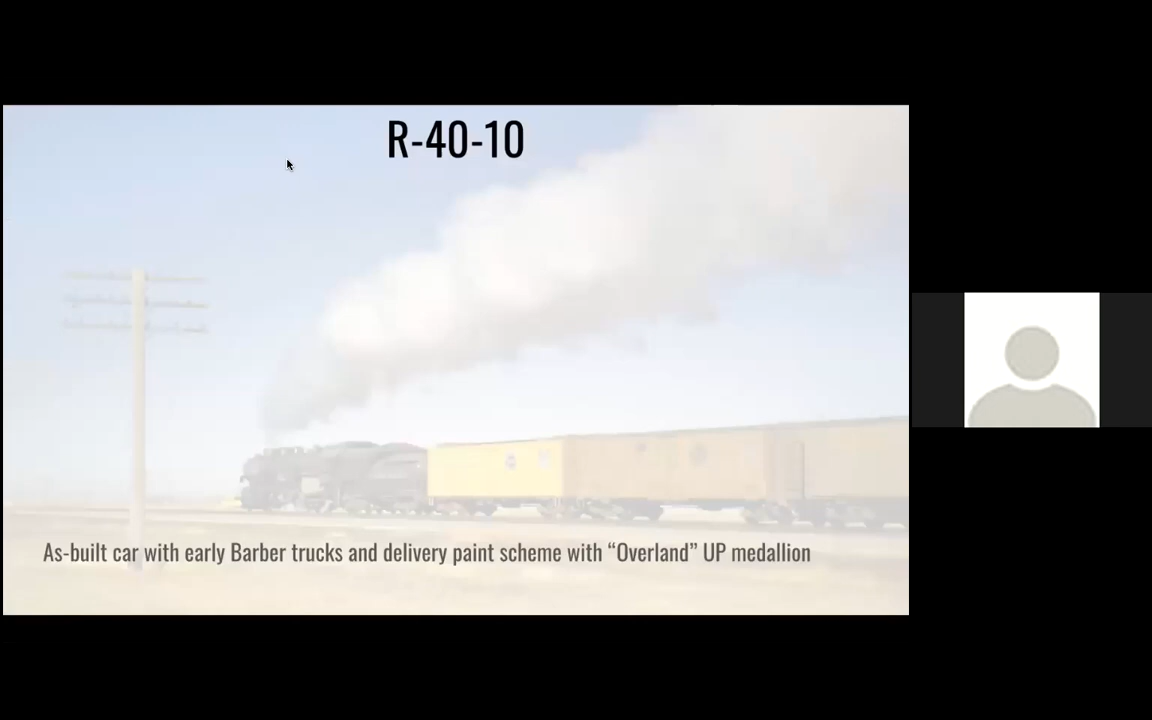 R-40-10
As-built car with early Barber trucks and delivery paint scheme with “Overland” UP medallion